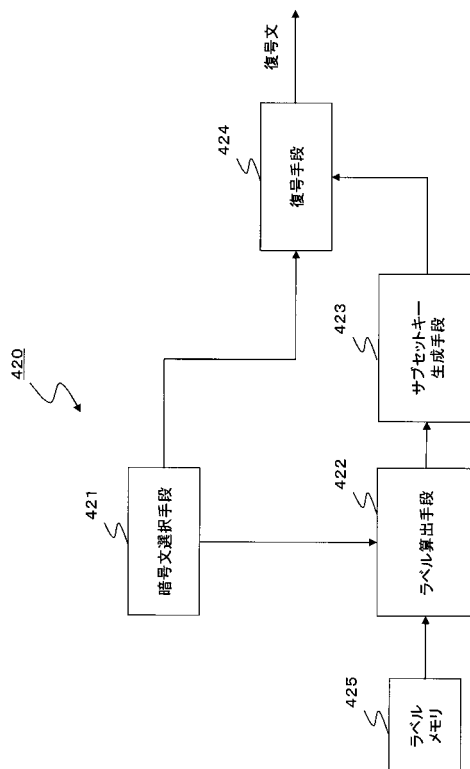 420
421
暗号文選択手段
424
復号手段
復号文
425
ラベル
メモリ
422
ラベル算出手段
423
サブセットキー
生成手段